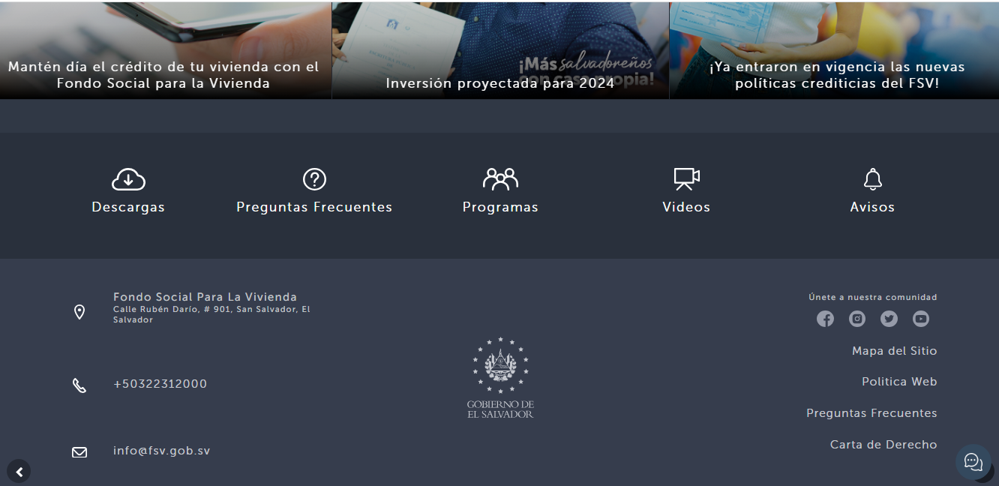 Mantén día el crédito de tu vivienda con el
Fondo Social para la Vivienda
¡Más salvadoreños
con casa propia!
Inversión proyectada para 2024
¡Ya entraron en vigencia las nuevas
políticas crediticias del FSV!
Descargas
Preguntas Frecuentes
Programas
Videos
Avisos
Fondo Social Para La Vivienda
Calle Rubén Darío, # 901, San Salvador, El
Salvador
+50322312000
info@fsv.gob.sv
GOBIERNO DE
EL SALVADOR
Únete a nuestra comunidad
Mapa del Sitio
Politica Web
Preguntas Frecuentes
Carta de Derecho